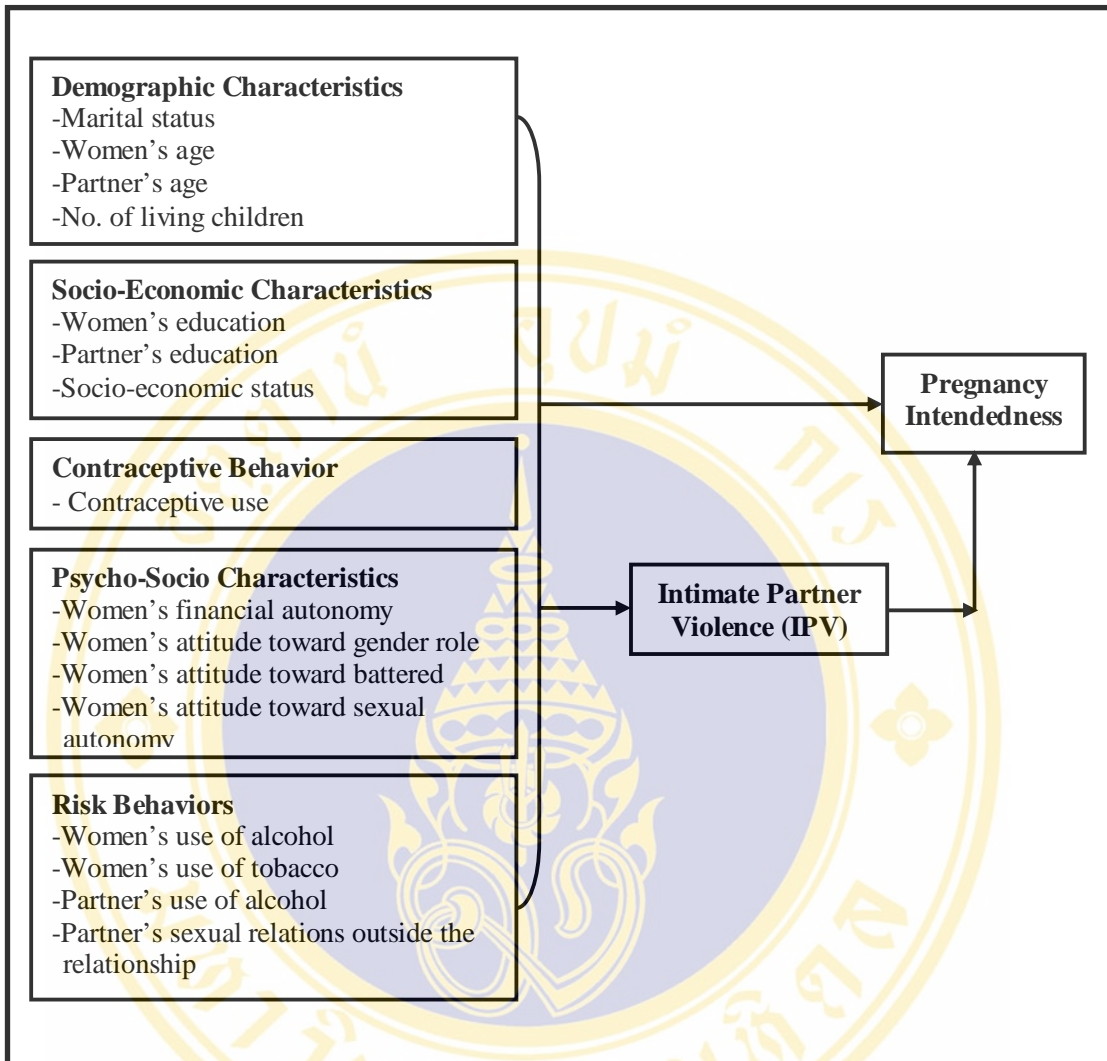 Demographic Characteristics
-Marital status
-Women’s age
-Partner’s age
-No. of living children
Socio-Economic Characteristics
-Women’s education
-Partner’s education
-Socio-economic status
Contraceptive Behavior
- Contraceptive use
Psycho-Socio Characteristics
-Women’s financial autonomy
-Women’s attitude toward gender role
-Women’s attitude toward battered
-Women’s attitude toward sexual
autonomy
Risk Behaviors
-Women’s use of alcohol
-Women’s use of tobacco
-Partner’s use of alcohol
-Partner’s sexual relations outside the
relationship
Intimate Partner
Violence (IPV)
Pregnancy
Intendedness